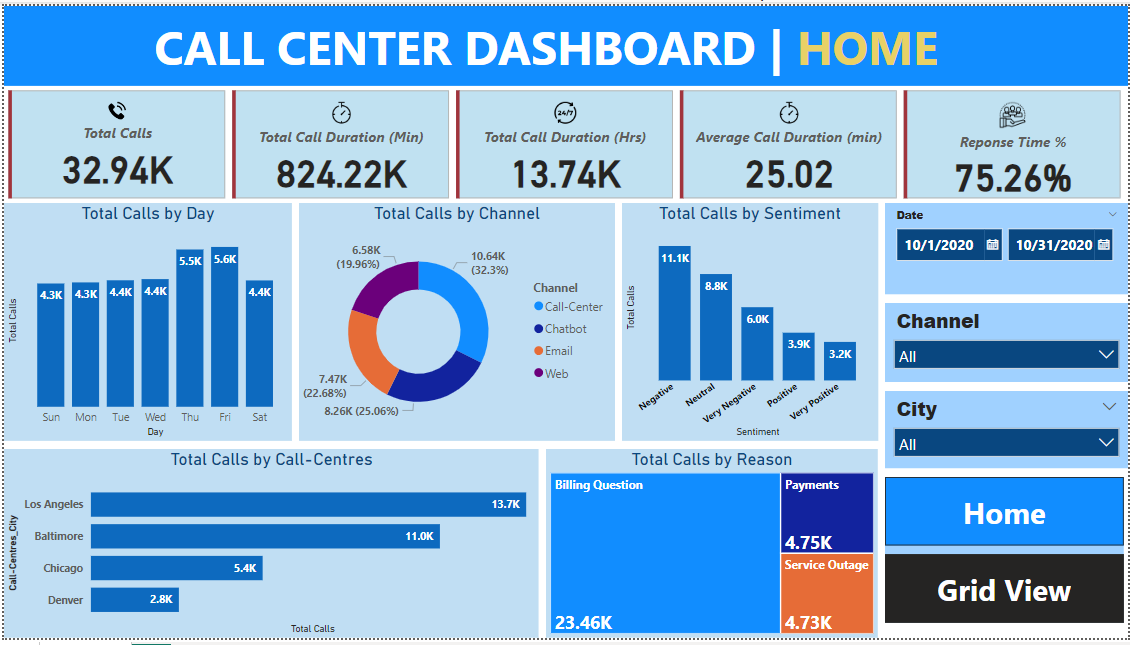 CALL CENTER DASHBOARD | HOME
Total Calls
32.94K
Total Call Duration (Min)
824.22K
24/7
Total Call Duration (Hrs)
13.74K
Average Call Duration (min)
25.02
Reponse Time %
75.26%
Total Calls by Day
Total Calls
4.3K
4.3K
4.4K
4.4K
5.5K
5.6K
4.4K
Sun Mon Tue Wed Thu Fri Sat
Day
Total Calls by Channel
6.58K
(19.96%)
10.64K
(32.3%)
7.47K
(22.68%)
8.26K (25.06%)
Channel
Call-Center
Chatbot
Email
Web
Total Calls by Sentiment
Total Calls
11.1K
8.8K
6.0K
3.9K
3.2K
Negative
Neutral
Very Negative
Positive
Very Positive
Sentiment
Date
10/1/2020
10/31/2020
Channel
All
City
All
Home
Grid View
Total Calls by Call-Centres
Call-Centres_City
Los Angeles 13.7K
Baltimore 11.0K
Chicago 5.4K
Denver 2.8K
Total Calls
Total Calls by Reason
Billing Question
23.46K
Payments
4.75K
Service Outage
4.73K